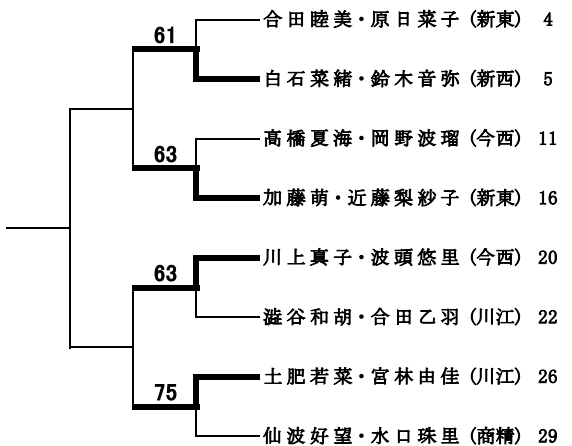 合田睦美・原日菜子 (新東) 4
61
白石菜緒・鈴木音弥 (新西) 5
高橋夏海・岡野波瑠 (今西) 11
63
加藤萌・近藤梨紗子 (新東) 16
川上真子・波頭悠里 (今西) 20
63
澁谷和胡・合田乙羽 (川江) 22
土肥若菜・宮林由佳 (川江) 26
75
仙波好望・水口珠里 (商精) 29